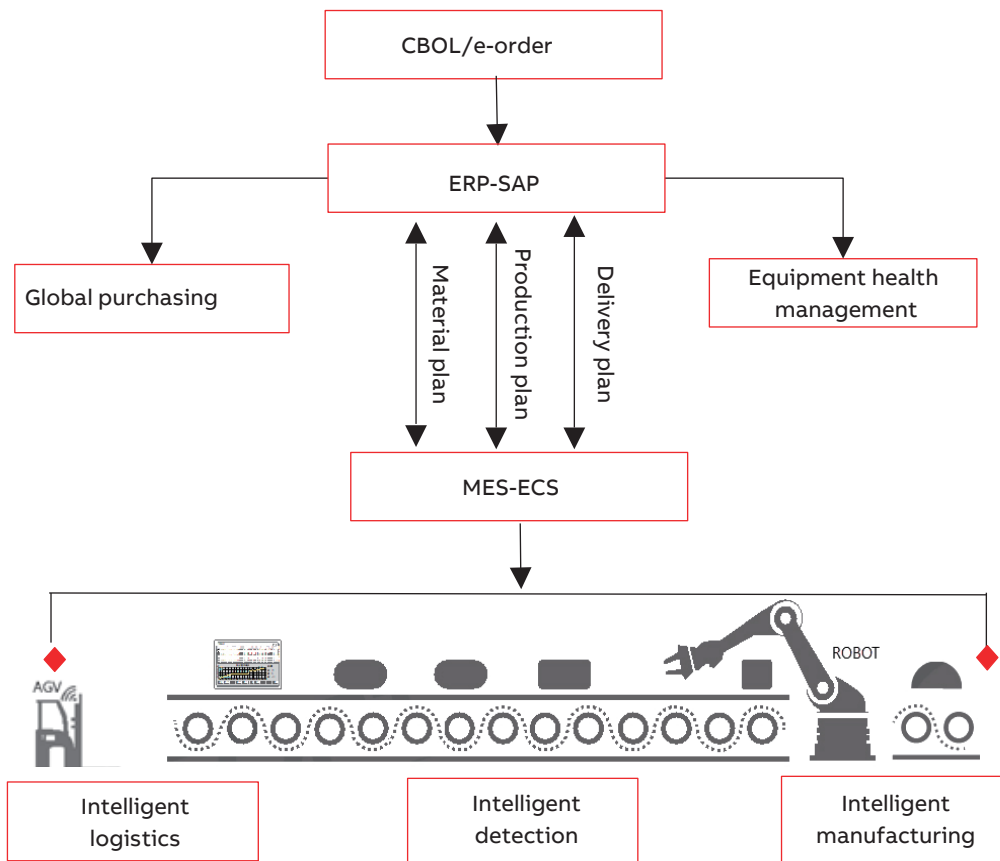 CBOL/e-order
ERP-SAP
Global purchasing
Equipment health
management
Material plan
Production plan
Delivery plan
MES-ECS
AGV
ROBOT
Intelligent
logistics
Intelligent
detection
Intelligent
manufacturing